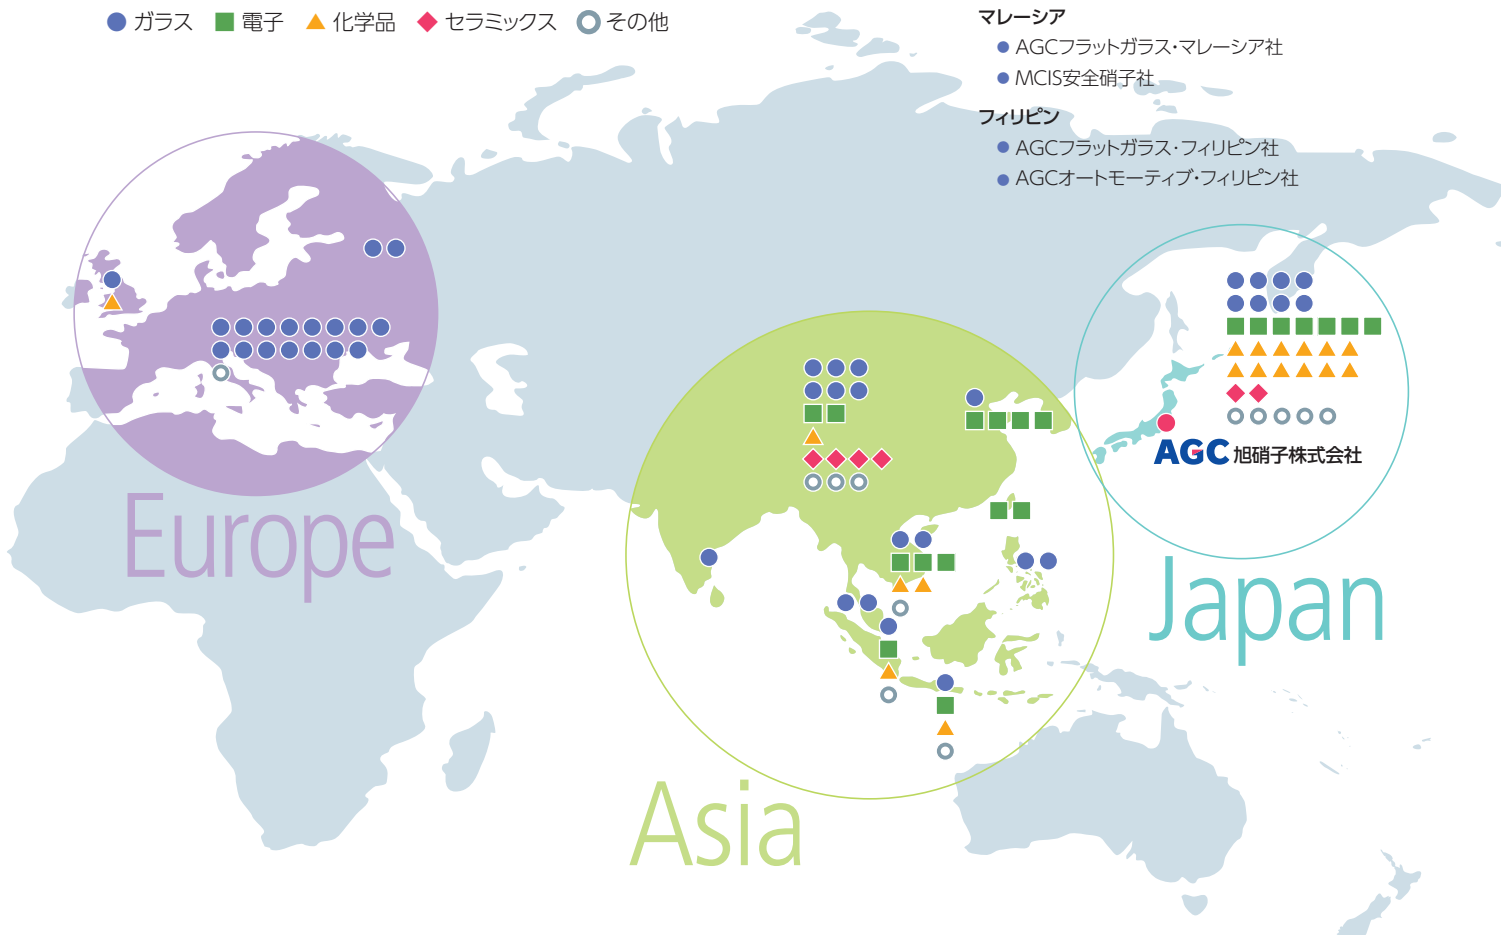 ガラス 電子 化学品 セラミックス その他
マレーシア
AGCフラットガラス・マレーシア社
MCIS安全硝子社
フィリピン
AGCフラットガラス・フィリピン社
AGCオートモーティブ・フィリピン社
AGC 旭硝子株式会社
Europe
Japan
Asia